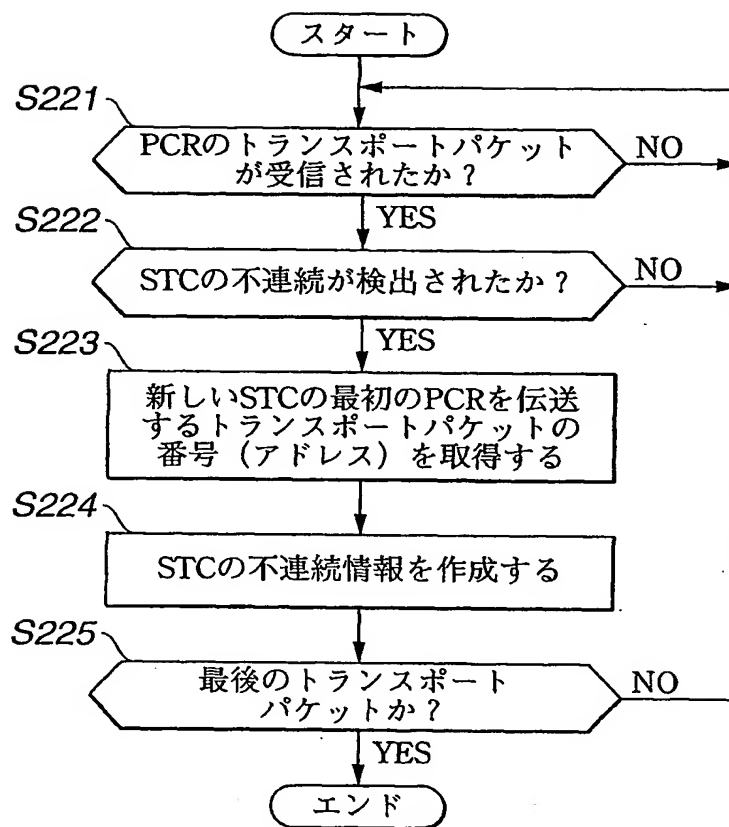 スタート
S221
PCRのトランスポートパケット
が受信されたか？
NO
YES
S222
STCの不連続が検出されたか？
NO
YES
S223
新しいSTCの最初のPCRを伝送
するトランスポートパケットの
番号（アドレス）を取得する
S224
STCの不連続情報を作成する
S225
最後のトランスポート
パケットか？
NO
YES
エンド